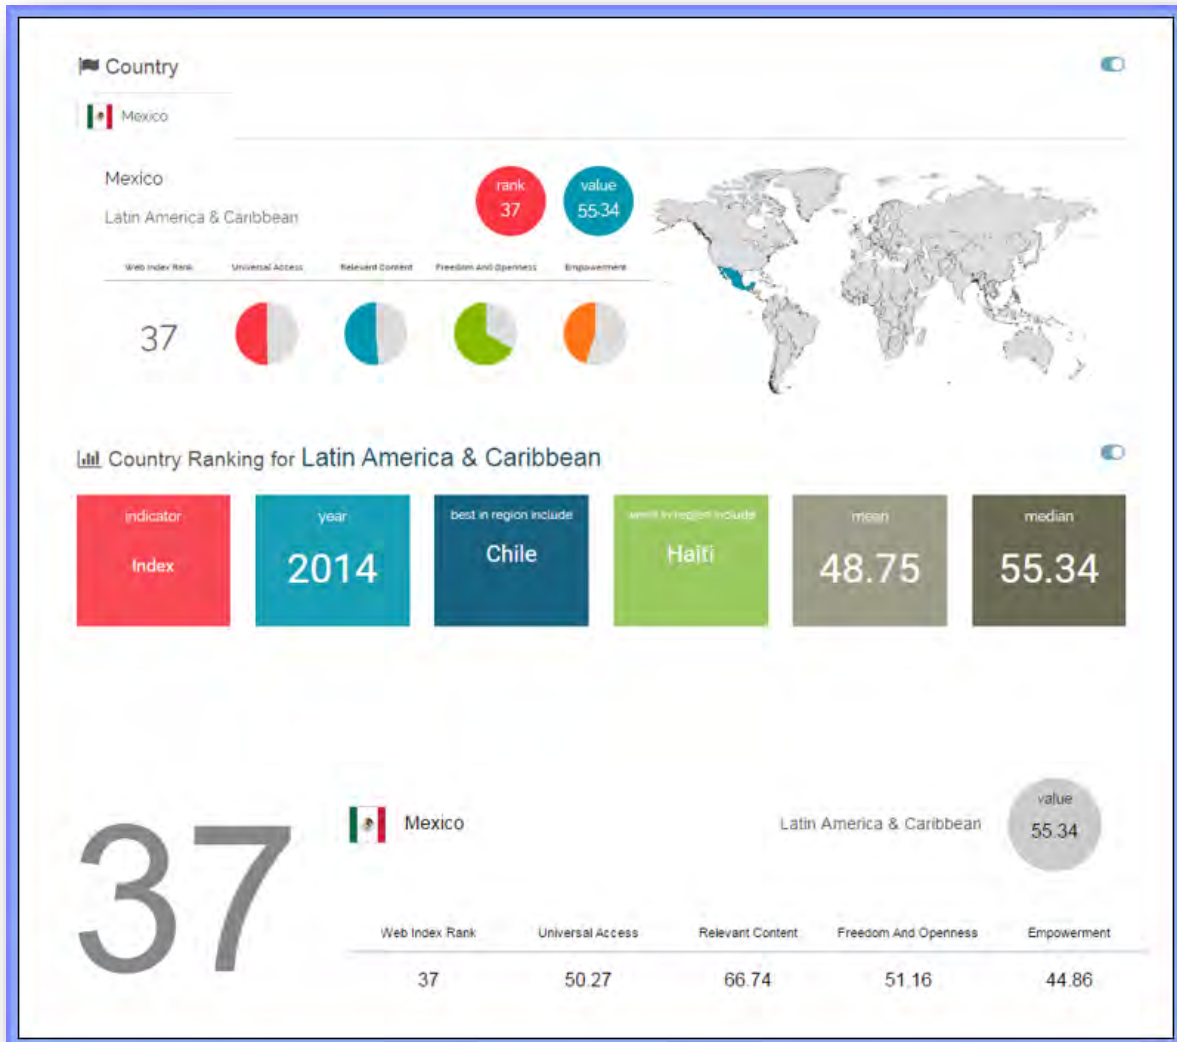 Country
Mexico
Mexico
rank
37
value
55.34
Latin America & Caribbean
Web Index Rank Universal Access Relevant Content Freedom And Openness Empowerment
37
Country Ranking for Latin America & Caribbean
indicator
Index
year
2014
best in region include
Chile
worst in region include
Haiti
mean
48.75
median
55.34
37
Mexico
Latin America & Caribbean
value
55.34
Web Index Rank Universal Access Relevant Content Freedom And Openness Empowerment
37 50.27 66.74 51.16 44.86